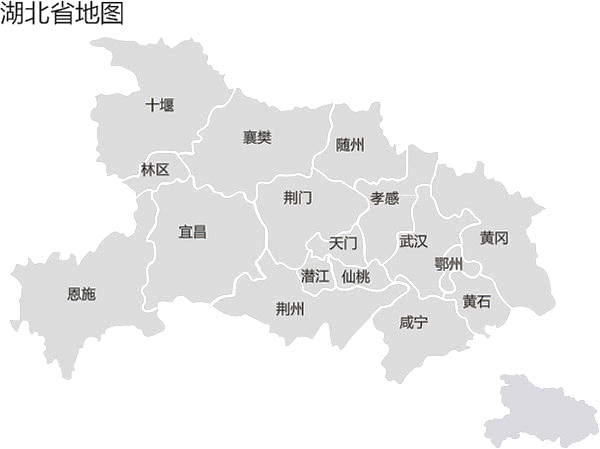 湖北省地图
十堰
襄樊
随州
林区
荆门
孝感
宜昌
天门
武汉
黄冈
鄂州
潜江
仙桃
恩施
荆州
黄石
咸宁